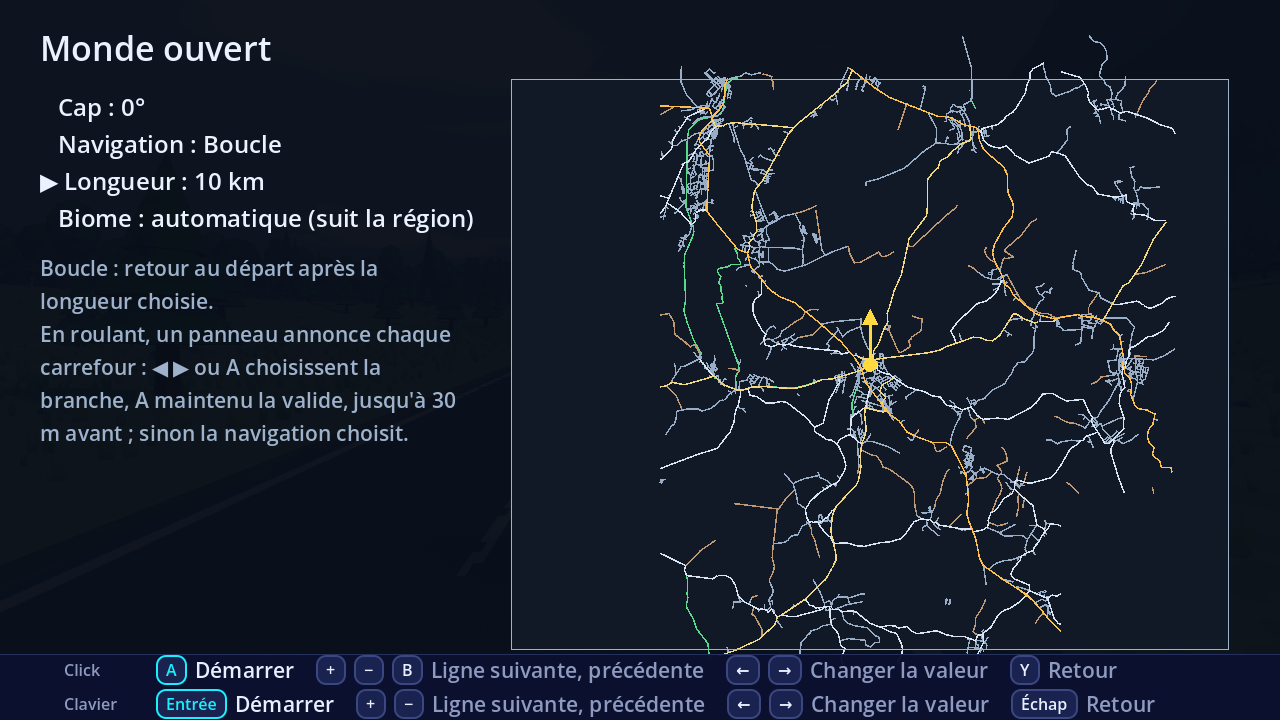 Monde ouvert
Cap : 0°
Navigation : Boucle
▶ Longueur : 10 km
Biome : automatique (suit la région)
Boucle : retour au départ après la
longueur choisie.
En roulant, un panneau annonce chaque
carrefour : ◀ ▶ ou A choisissent la
branche, A maintenu la valide, jusqu'à 30
m avant ; sinon la navigation choisit.
Click A Démarrer + − B Ligne suivante, précédente ← → Changer la valeur Y Retour
Clavier Entrée Démarrer + − Ligne suivante, précédente ← → Changer la valeur Échap Retour